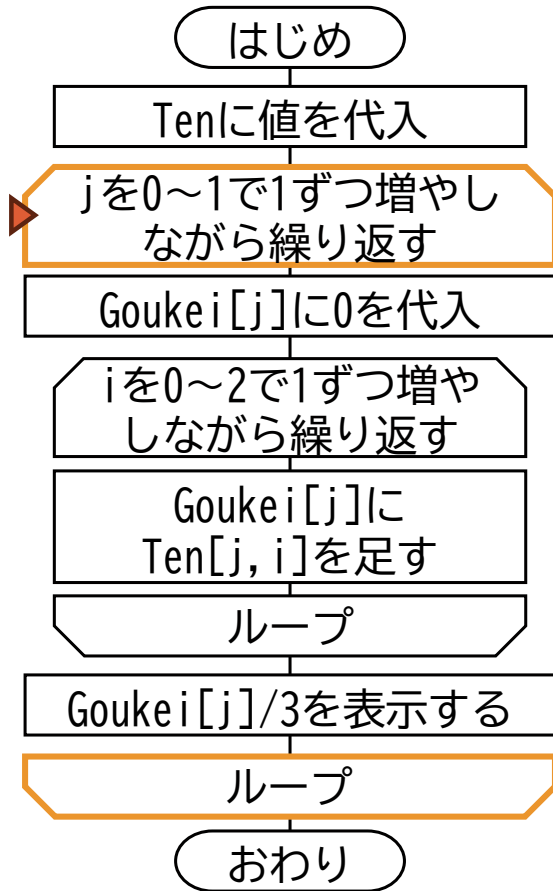 はじめ
Tenに値を代入
jを0～1で1ずつ増やし
ながら繰り返す
Goukei[j]に0を代入
iを0～2で1ずつ増や
しながら繰り返す
Goukei[j]に
Ten[j,i]を足す
ループ
Goukei[j]/3を表示する
ループ
おわり